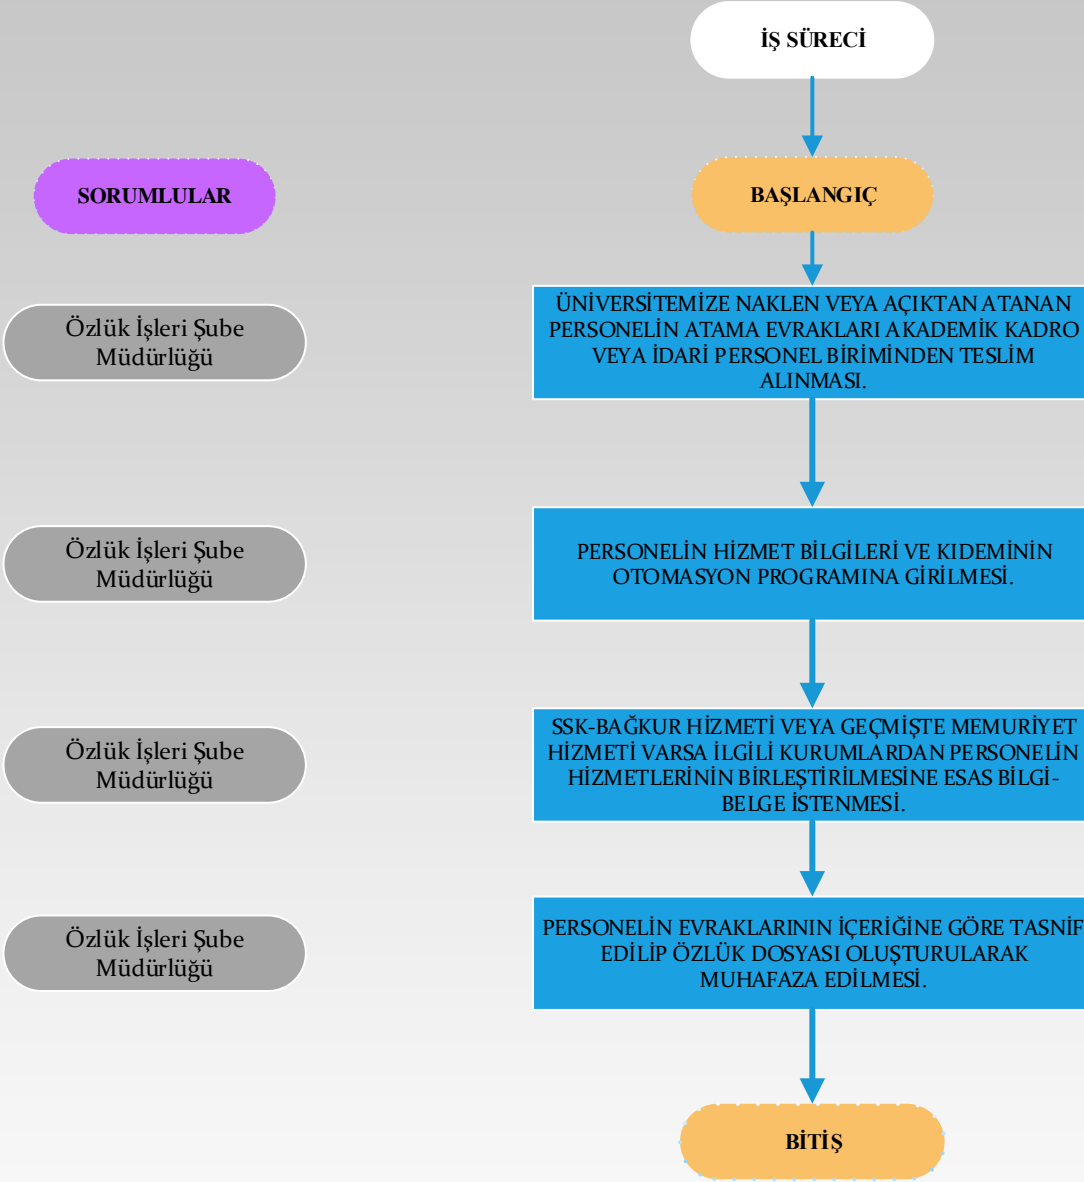 İŞ SÜRECİ
SORUMLULAR
BAŞLANGIÇ
Özlük İşleri Şube
Müdürlüğü
ÜNİVERSİTEMİZE NAKLEN VEYA AÇIKTAN ATANAN
PERSONELİN ATAMA EVRAKLARI AKADEMİK KADRO
VEYA İDARİ PERSONEL BİRİMİNDEN TESLİM
ALINMASI.
Özlük İşleri Şube
Müdürlüğü
PERSONELİN HİZMET BİLGİLERİ VE KIDEMİNİN
OTOMASYON PROGRAMINA GİRİLMESİ.
Özlük İşleri Şube
Müdürlüğü
SSK-BAĞKUR HİZMETİ VEYA GEÇMİŞTE MEMURİYET
HİZMETİ VARSA İLGİLİ KURUMLARDAN PERSONELİN
HİZMETLERİNİN BİRLEŞTİRİLMESİNE ESAS BİLGİ-
BELGE İSTENMESİ.
Özlük İşleri Şube
Müdürlüğü
PERSONELİN EVRAKLARININ İÇERİĞİNE GÖRE TASNİF
EDİLİP ÖZLÜK DOSYASI OLUŞTURULARAK
MUHAFAZA EDİLMESİ.
BİTİŞ